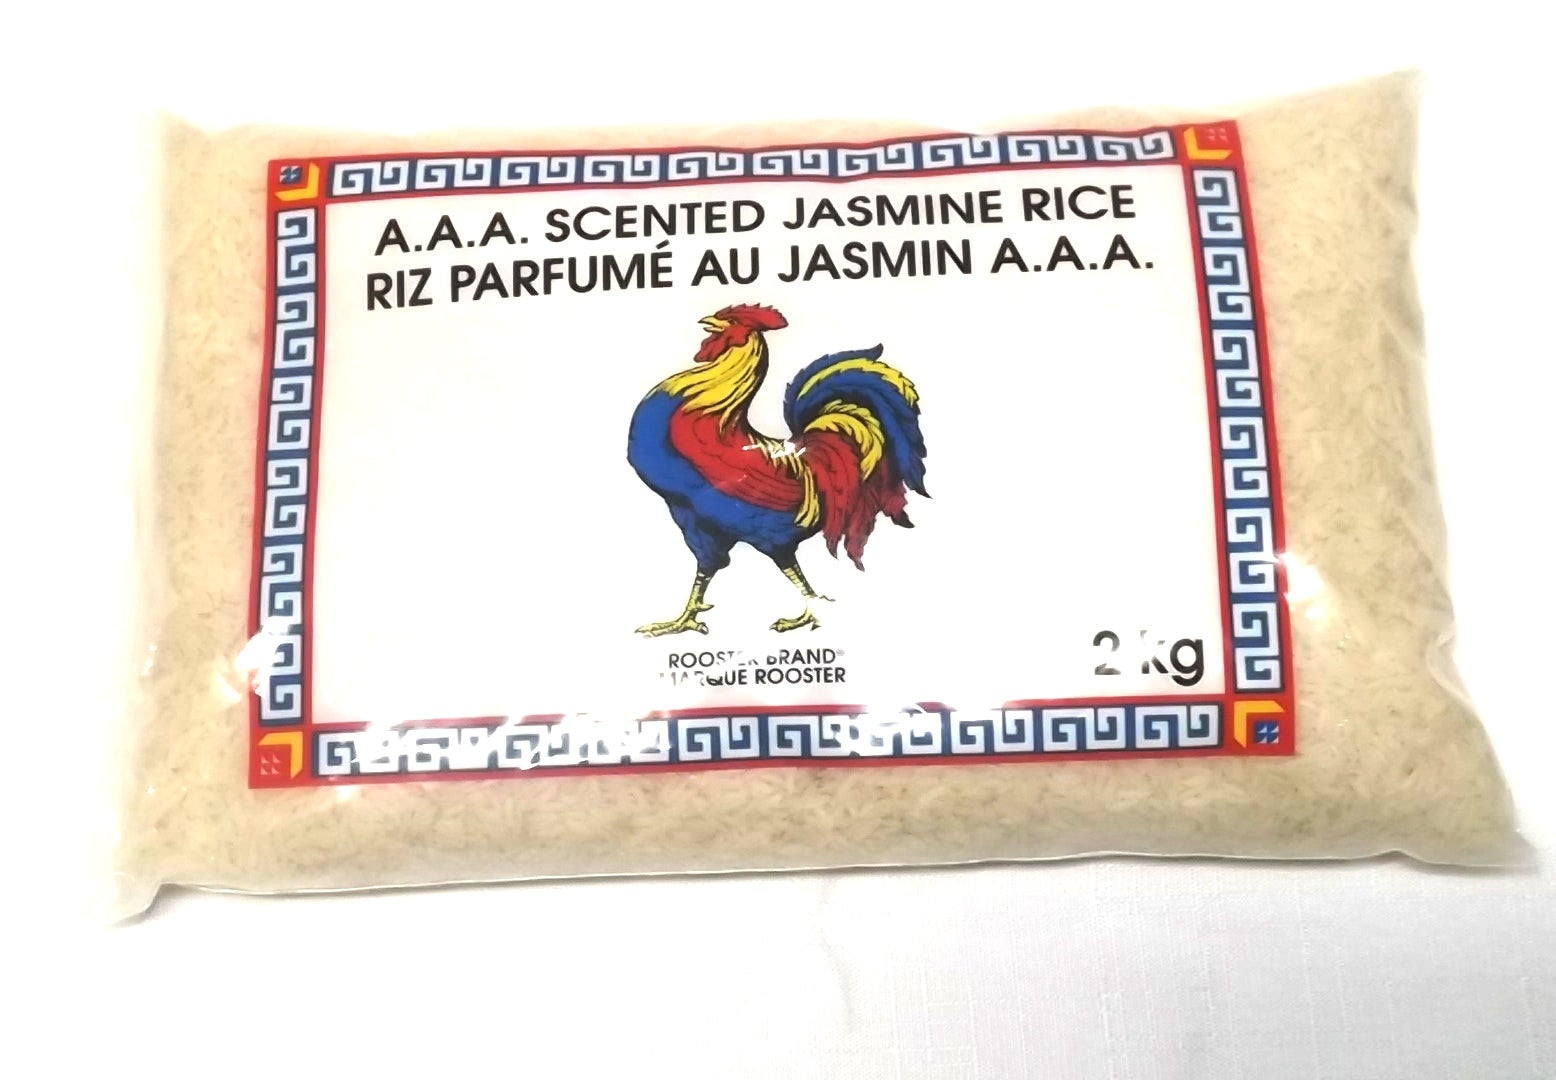 A.A.A. SCENTED JASMINE RICE
RIZ PARFUMÉ AU JASMIN A.A.A.
ROOSTER BRAND®
MARQUE ROOSTER
2 kg